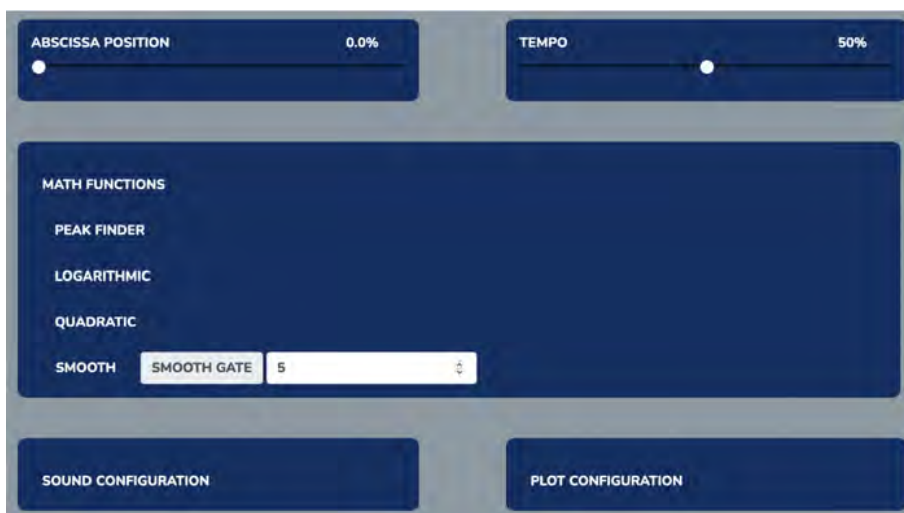 ABSCISSA POSITION 0.0%
TEMPO 50%
MATH FUNCTIONS
PEAK FINDER
LOGARITHMIC
QUADRATIC
SMOOTH SMOOTH GATE 5
SOUND CONFIGURATION
PLOT CONFIGURATION